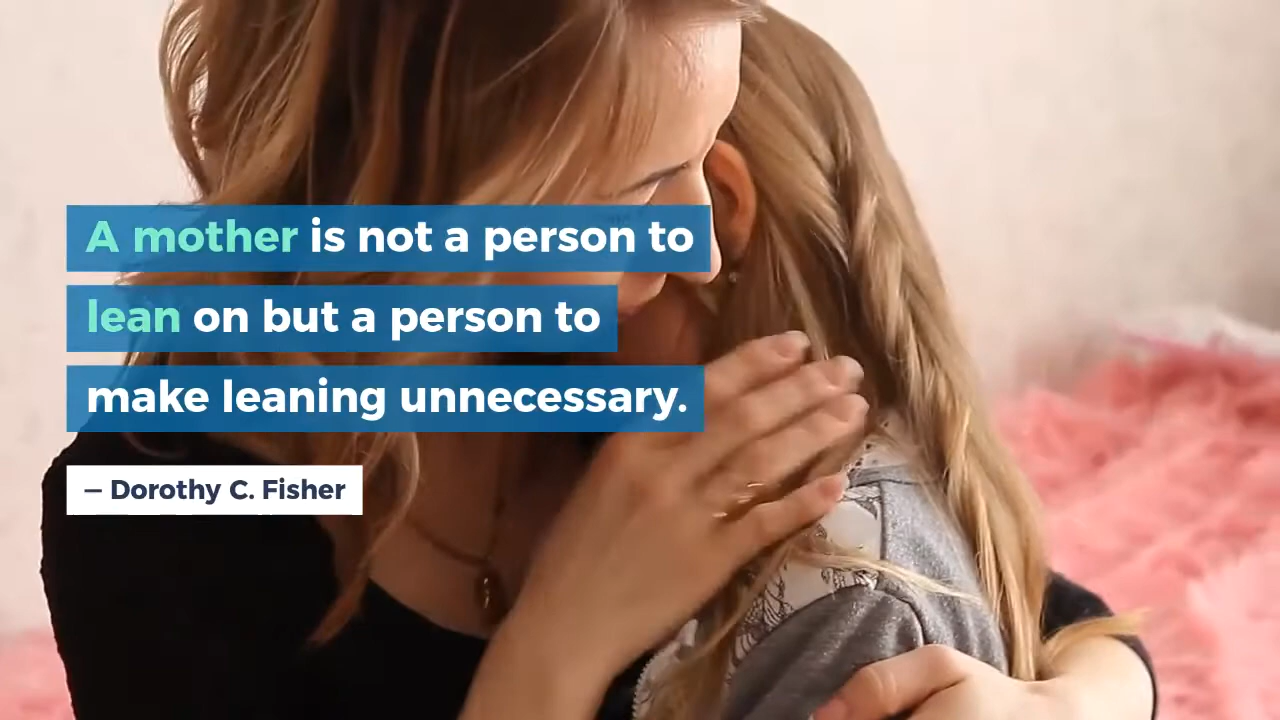 A mother is not a person to
lean on but a person to
make leaning unnecessary.
– Dorothy C. Fisher